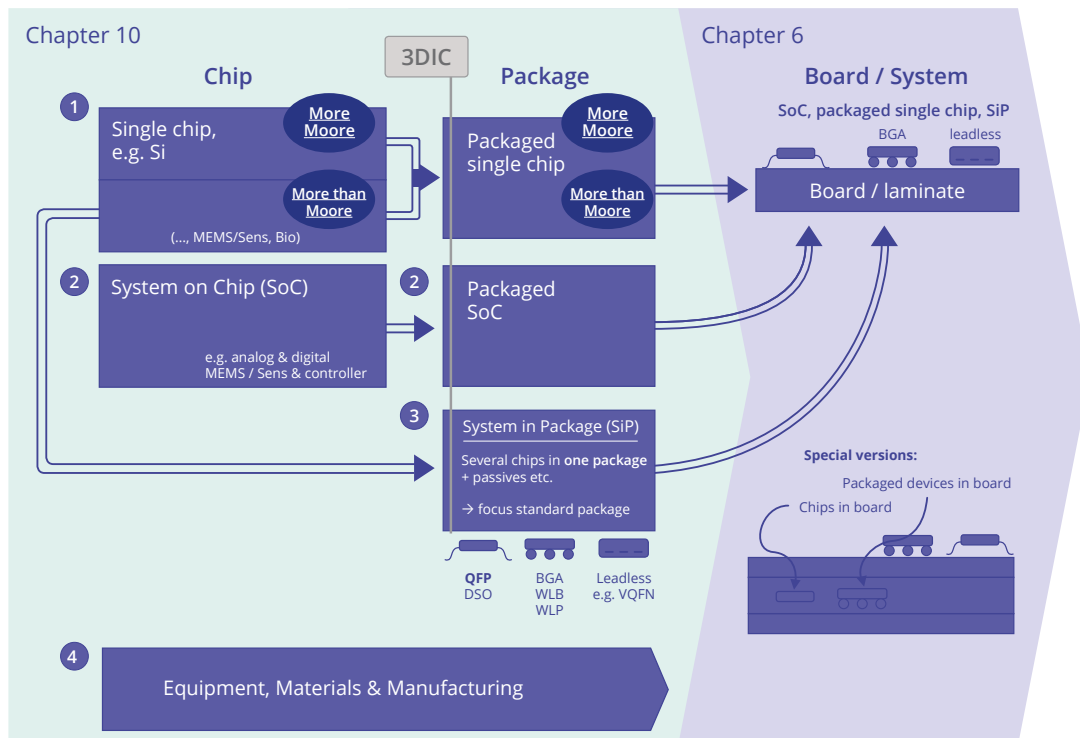 Chapter 10
Chapter 6
3DIC
Chip
Package
Board / System
1
Single chip,
e.g. Si
More
Moore
More than
Moore
(..., MEMS/Sens, Bio)
Packaged
single chip
More
Moore
More than
Moore
SoC, packaged single chip, SiP
BGA
leadless
Board / laminate
2
System on Chip (SoC)
e.g. analog & digital
MEMS / Sens & controller
2
Packaged
SoC
3
System in Package (SiP)
Several chips in one package
+ passives etc.
→ focus standard package
QFP
DSO
BGA
WLB
WLP
Leadless
e.g. VQFN
Special versions:
Packaged devices in board
Chips in board
4
Equipment, Materials & Manufacturing